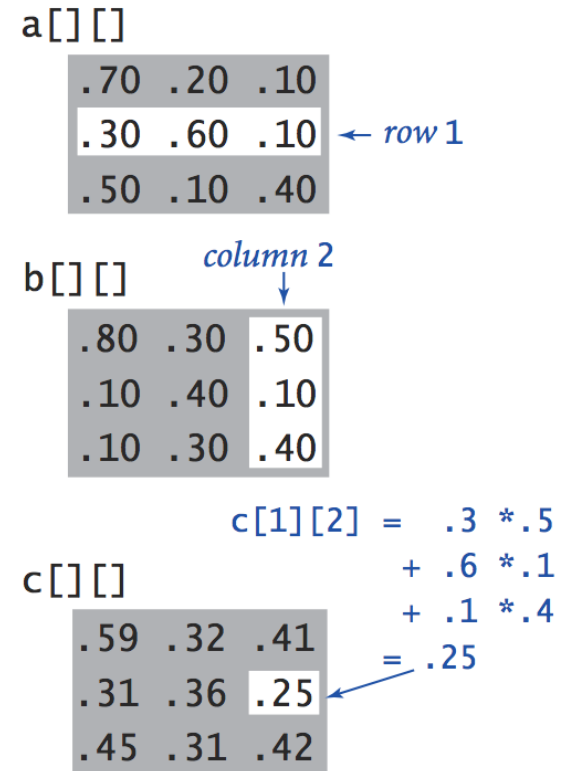 a[][]
.70 .20 .10
.30 .60 .10 ← row 1
.50 .10 .40
column 2
b[][]
.80 .30 .50
.10 .40 .10
.10 .30 .40
c[1][2] = .3 *.5
+ .6 *.1
+ .1 *.4
= .25
c[][]
.59 .32 .41
.31 .36 .25
.45 .31 .42